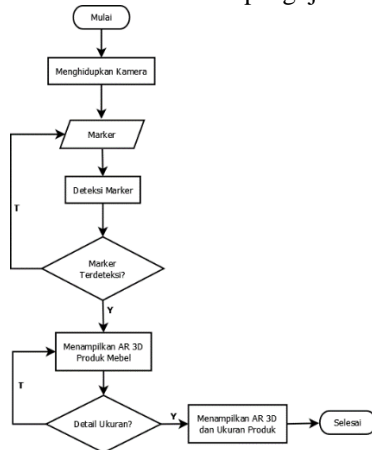 Mulai
Menghidupkan Kamera
Marker
Deteksi Marker
T
Marker
Terdeteksi?
Y
Menampilkan AR 3D
Produk Mebel
T
Detail Ukuran?
Y
Menampilkan AR 3D
dan Ukuran Produk
Selesai